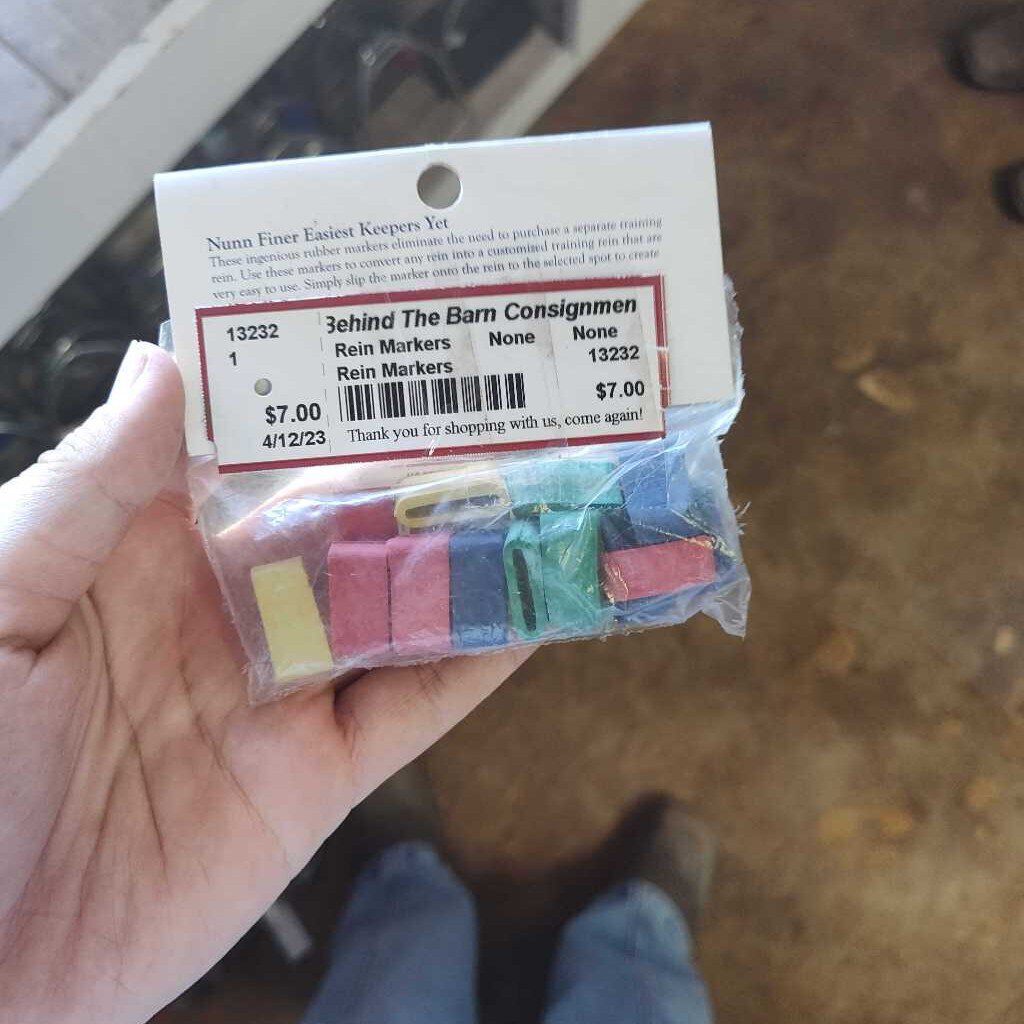 Nunn Finer Easiest Keepers Yet
These ingenious rubber markers eliminate the need to purchase a separate training
rein. Use these markers to convert any rein into a customised training rein that are
very easy to use. Simply slip the marker onto the rein to the selected spot to create
Behind The Barn Consignmen
13232 Rein Markers None None
1 Rein Markers 13232
$7.00 $7.00
4/12/23 Thank you for shopping with us, come again!